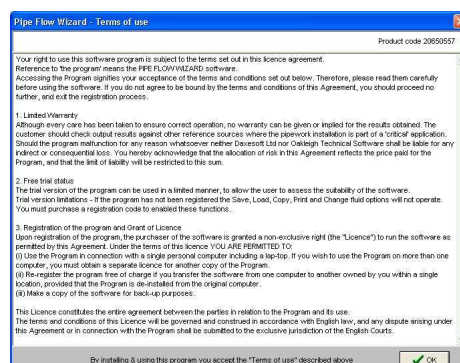 Pipe Flow Wizard - Terms of use
Product code 20650557
Your right to use this software program is subject to the terms set out in this licence agreement.
Reference to 'the program' means the PIPE FLOW WIZARD software.
Accessing the Program signifies your acceptance of the terms and conditions set out below. Therefore, please read them carefully
before using the software. If you do not agree to be bound by the terms and conditions of this Agreement, you should proceed no
further, and exit the registration process.
1. Limited Warranty
Although every care has been taken to ensure correct operation, no warranty can be given or implied for the results obtained. The
customer should check output results against other reference sources where the pipework installation is part of a 'critical' application.
Should the program malfunction for any reason whatsoever neither Daxesoft Ltd nor Oakleigh Technical Software shall be liable for any
indirect or consequential loss. You hereby acknowledge that the allocation of risk in this Agreement reflects the price paid for the
Program, and that the limit of liability will be restricted to this sum.
2. Free trial status
The trial version of the program can be used in a limited manner, to allow the user to assess the suitability of the software.
Trial version limitations - If the program has not been registered the Save, Load, Copy, Print and Change fluid options will not operate.
You must purchase a registration code to enabled these functions.
3. Registration of the program and Grant of Licence
Upon registration of the program, the purchaser of the software is granted a non-exclusive right (the "Licence") to run the software as
permitted by this Agreement. Under the terms of this licence YOU ARE PERMITTED TO:
(i) Use the Program in connection with a single personal computer including a lap-top. If you wish to use the Program on more than one
computer, you must obtain a separate licence for another copy of the Program.
(ii) Re-register the program free of charge if you transfer the software from one computer to another owned by you within a single
location, provided that the Program is de-installed from the original computer.
(iii) Make a copy of the software for back-up purposes.
This Licence constitutes the entire agreement between the parties in relation to the Program and its use.
The terms and conditions of this Licence will be governed and construed in accordance with English law, and any dispute arising under
this Agreement or in connection with the Program shall be submitted to the exclusive jurisdiction of the English Courts.
By installing & using this program you accept the "Terms of use" described above
OK